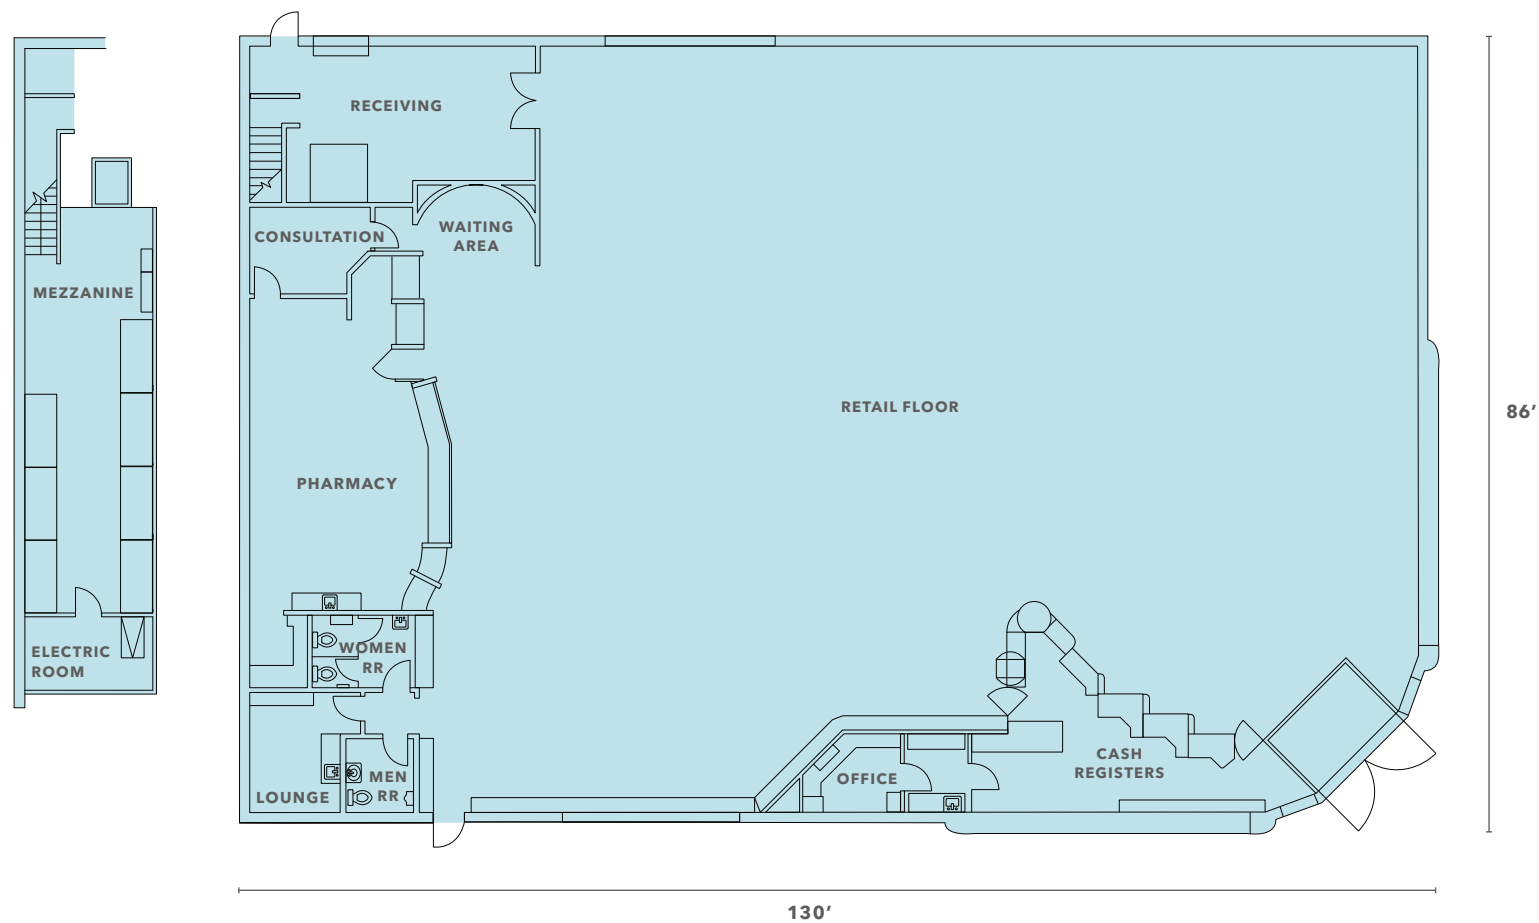 RECEIVING
WAITING
AREA
CONSULTATION
MEZZANINE
RETAIL FLOOR
86’
PHARMACY
ELECTRIC
ROOM
WOMEN
RR
CASH
REGISTERS
OFFICE
MEN
RR
LOUNGE
130’